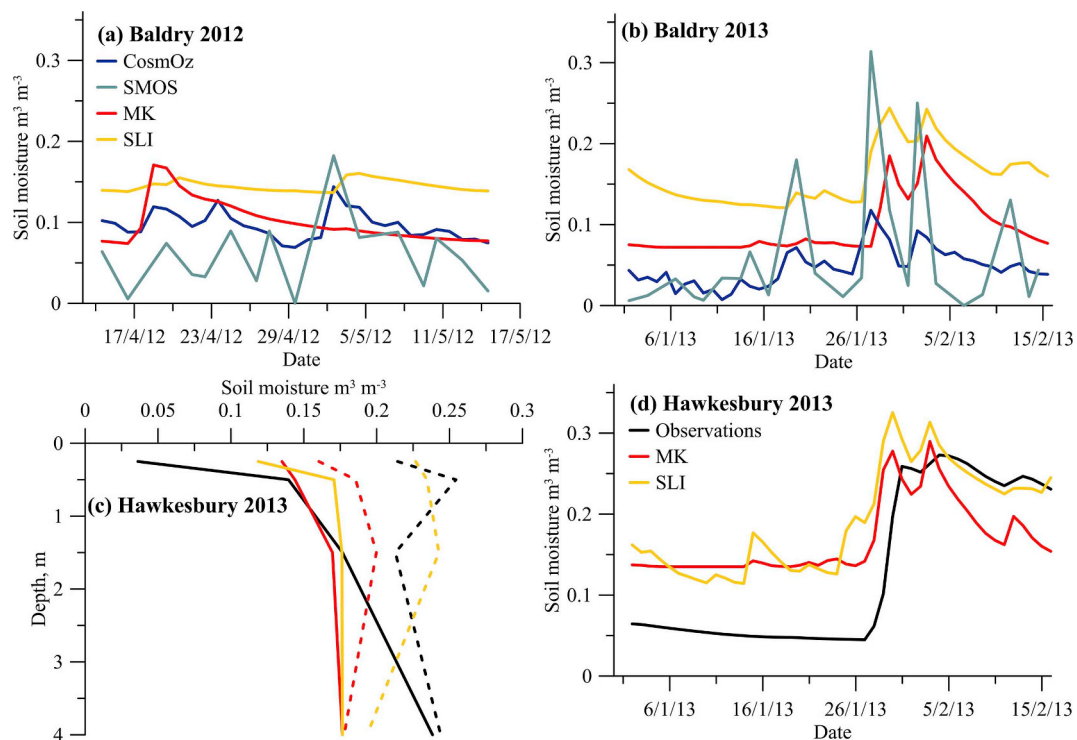 (a) Baldry 2012
CosmOz
SMOS
MK
SLI
0.3
0.2
0.1
0
Soil moisture m³ m⁻³
17/4/12 23/4/12 29/4/12 5/5/12 11/5/12 17/5/12
Date
(b) Baldry 2013
0.3
0.2
0.1
0
Soil moisture m³ m⁻³
6/1/13 16/1/13 26/1/13 5/2/13 15/2/13
Date
Soil moisture m³ m⁻³
0 0.05 0.1 0.15 0.2 0.25 0.3
0
1
2
3
4
Depth, m
(c) Hawkesbury 2013
(d) Hawkesbury 2013
Observations
MK
SLI
0.3
0.2
0.1
0
Soil moisture m³ m⁻³
6/1/13 16/1/13 26/1/13 5/2/13 15/2/13
Date